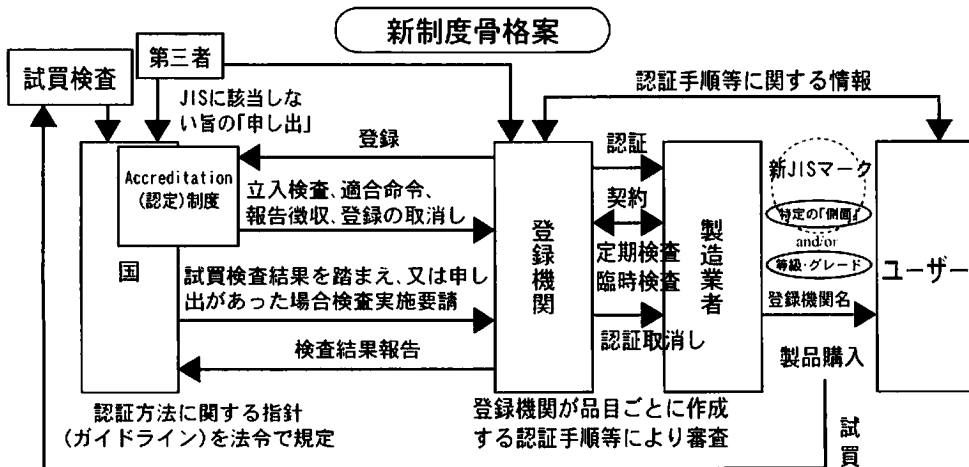 新制度骨格案
試買検査
第三者
JISに該当しな
い旨の「申し出」
認証手順等に関する情報
登録
Accreditation
(認定)制度
立入検査、適合命令、
報告徴収、登録の取消し
国
試買検査結果を踏まえ、又は申し
出があった場合検査実施要請
検査結果報告
登録機関
認証
契約
定期検査
臨時検査
認証取消し
製造業者
新JISマーク
特定の「側面」
and/or
等級・グレード
登録機関名
製品購入
ユーザー
認証方法に関する指針
(ガイドライン)を法令で規定
登録機関が品目ごとに作成
する認証手順等により審査
試買